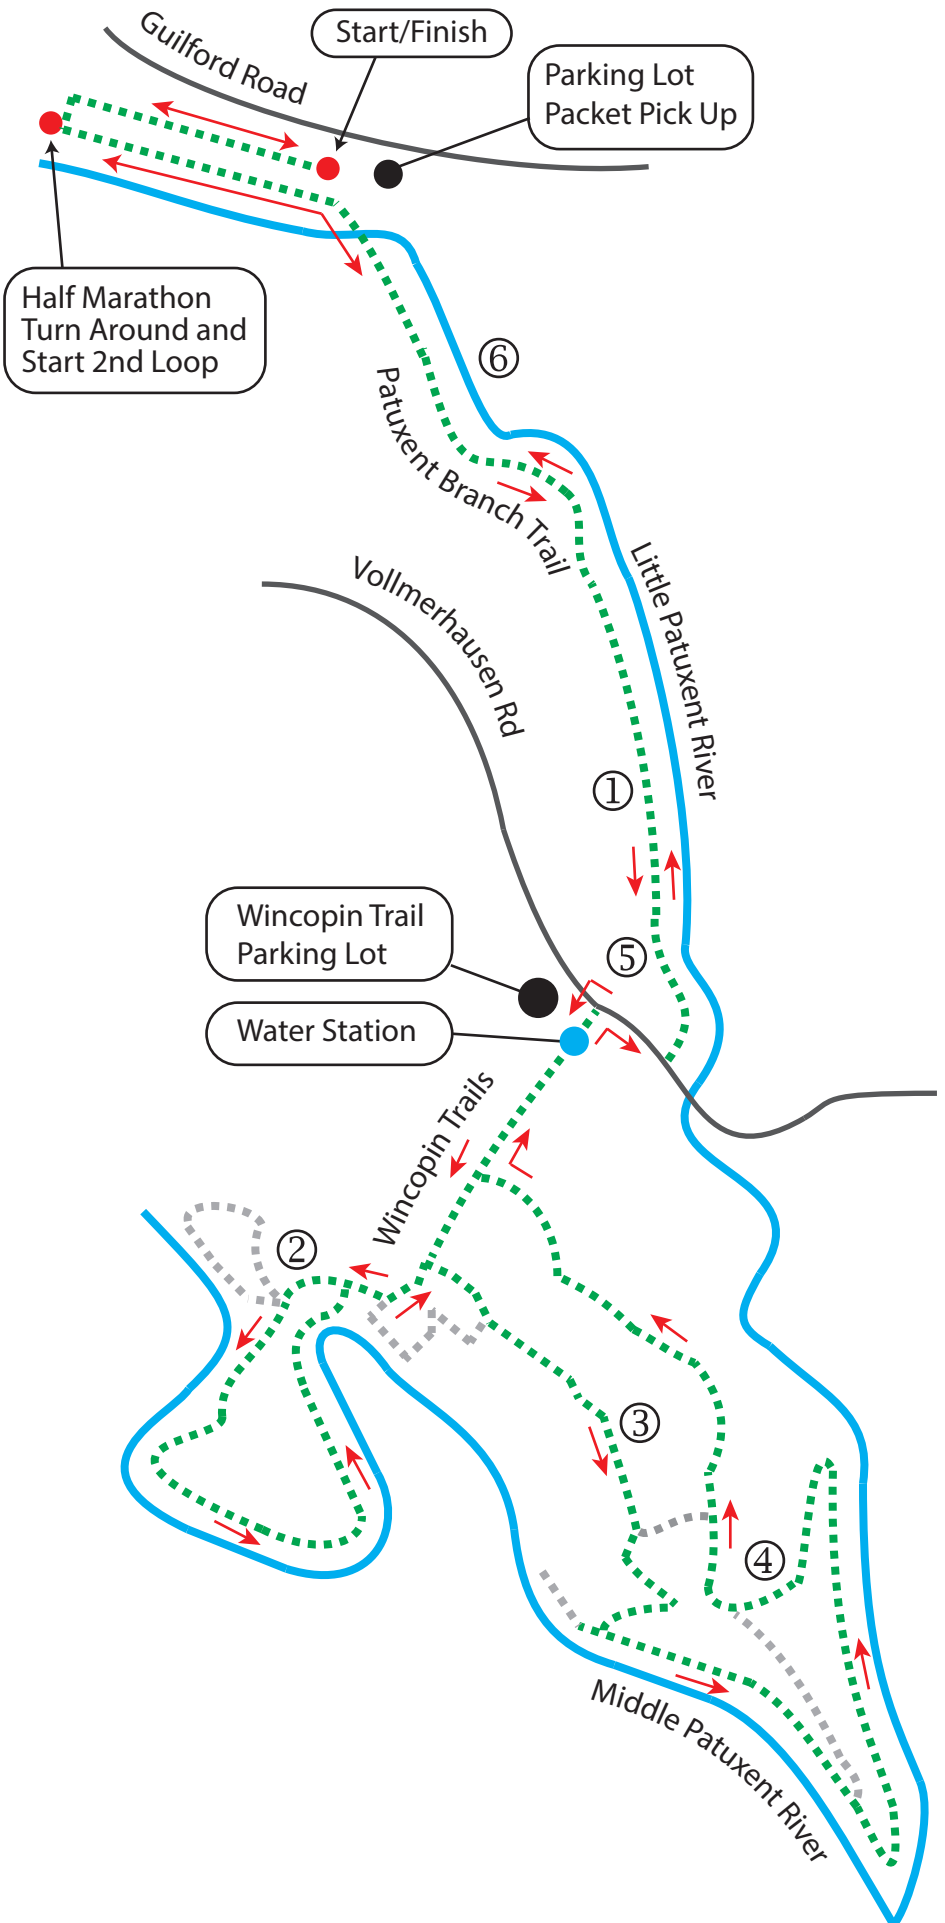 Guilford Road
Start/Finish
Parking Lot
Packet Pick Up
Half Marathon
Turn Around and
Start 2nd Loop
6
Patuxent Branch Trail
Little Patuxent River
Vollmerhausen Rd
1
Wincopin Trail
Parking Lot
5
Water Station
Wincopin Trails
2
3
4
Middle Patuxent River